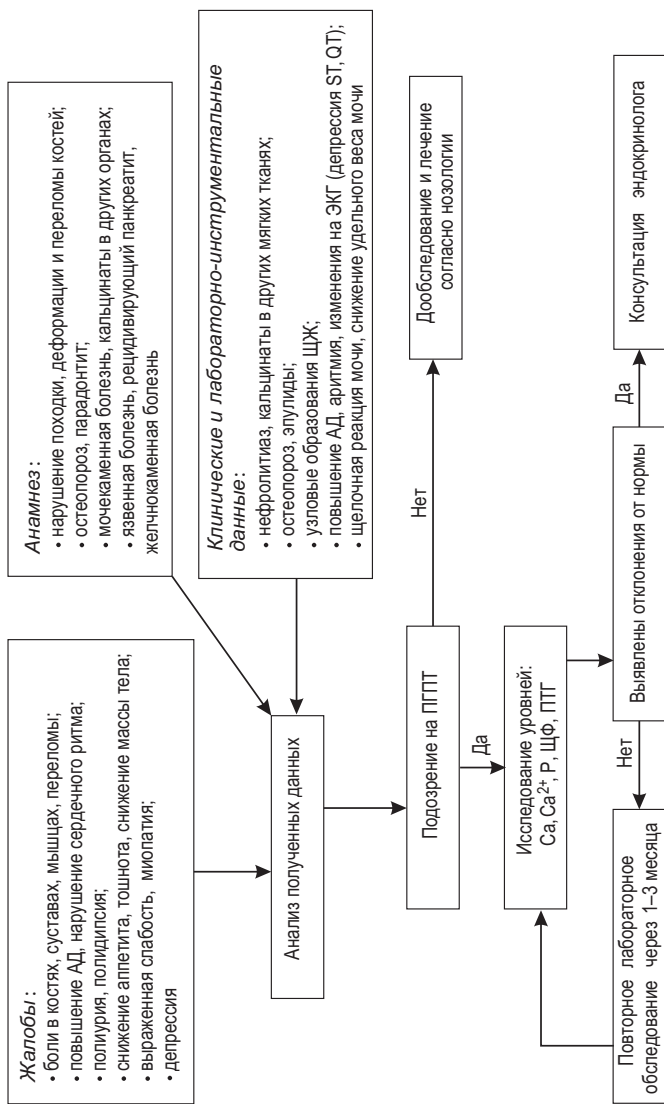 Жалобы:
• боли в костях, суставах, мышцах, переломы;
• повышение АД, нарушение сердечного ритма;
• полиурия, полидипсия;
• снижение аппетита, тошнота, снижение массы тела;
• выраженная слабость, миопатия;
• депрессия
Анамнез:
• нарушение походки, деформации и переломы костей;
• остеопороз, парадонтит;
• мочекаменная болезнь, кальцинаты в других органах;
• язвенная болезнь, рецидивирующий панкреатит,
желчнокаменная болезнь
Клинические и лабораторно-инструментальные
данные:
• нефролитиаз, кальцинаты в других мягких тканях;
• остеопороз, эпулиды;
• узловые образования ЩЖ;
• повышение АД, аритмия, изменения на ЭКГ (депрессия ST, QT);
• щелочная реакция мочи, снижение удельного веса мочи
Анализ полученных данных
Подозрение на ПГПТ
Нет
Дообследование и лечение
согласно нозологии
Да
Исследование уровней:
Ca, Ca²⁺, P, ЩФ, ПТГ
Выявлены отклонения от нормы
Нет
Повторное лабораторное
обследование через 1–3 месяца
Да
Консультация эндокринолога